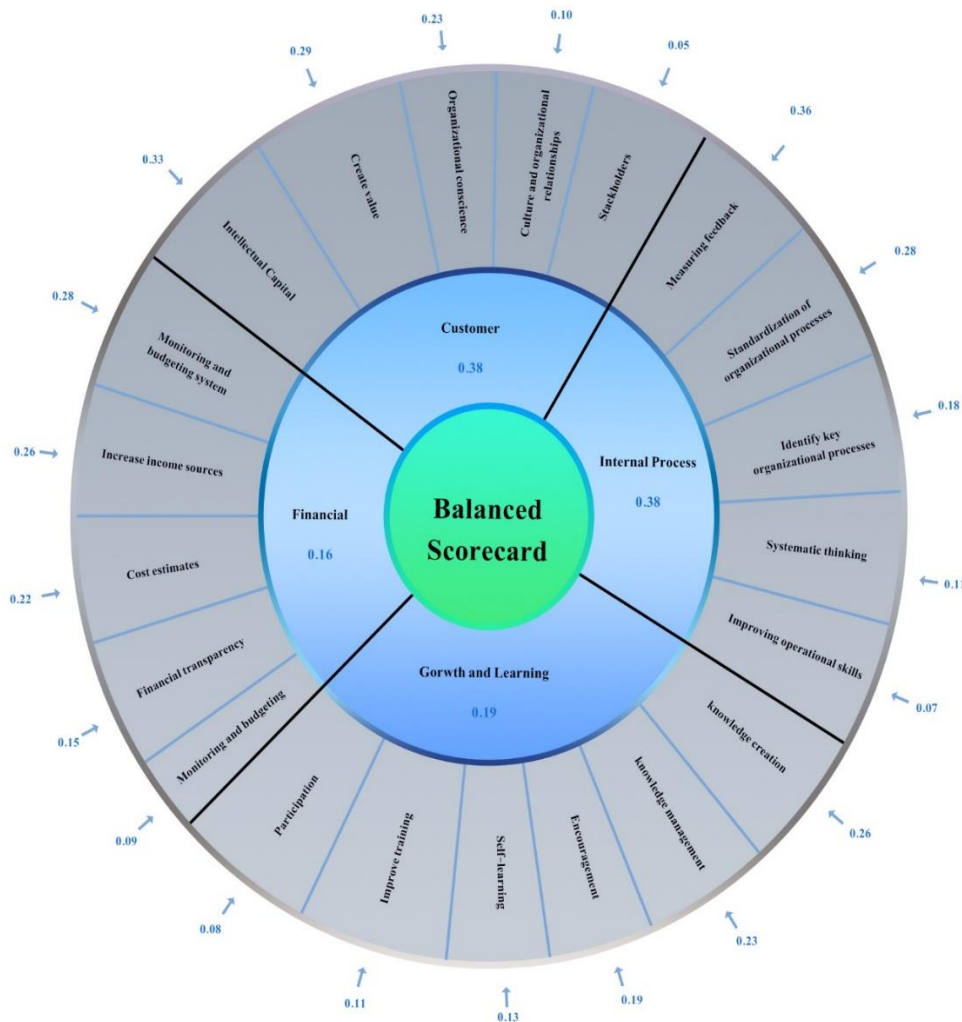 0.23
0.10
0.05
0.29
0.36
0.33
0.28
0.28
0.18
0.26
0.11
0.22
0.07
0.15
0.26
0.09
0.23
0.08
0.19
0.11
0.13
Organizational
conscience
Culture and organizational
relationships
Stackholders
Create value
Measuring feedback
Intellectual Capital
Standardization of
organizational processes
Monitoring and
budgeting system
Identify key
organizational processes
Increase income sources
Systematic thinking
Cost estimates
Improving operational skills
Financial transparency
knowledge creation
Monitoring and budgeting
knowledge management
Participation
Encouragement
Improve training
Self-learning
Customer
0.38
Internal Process
0.38
Financial
0.16
Balanced
Scorecard
Gorwth and Learning
0.19